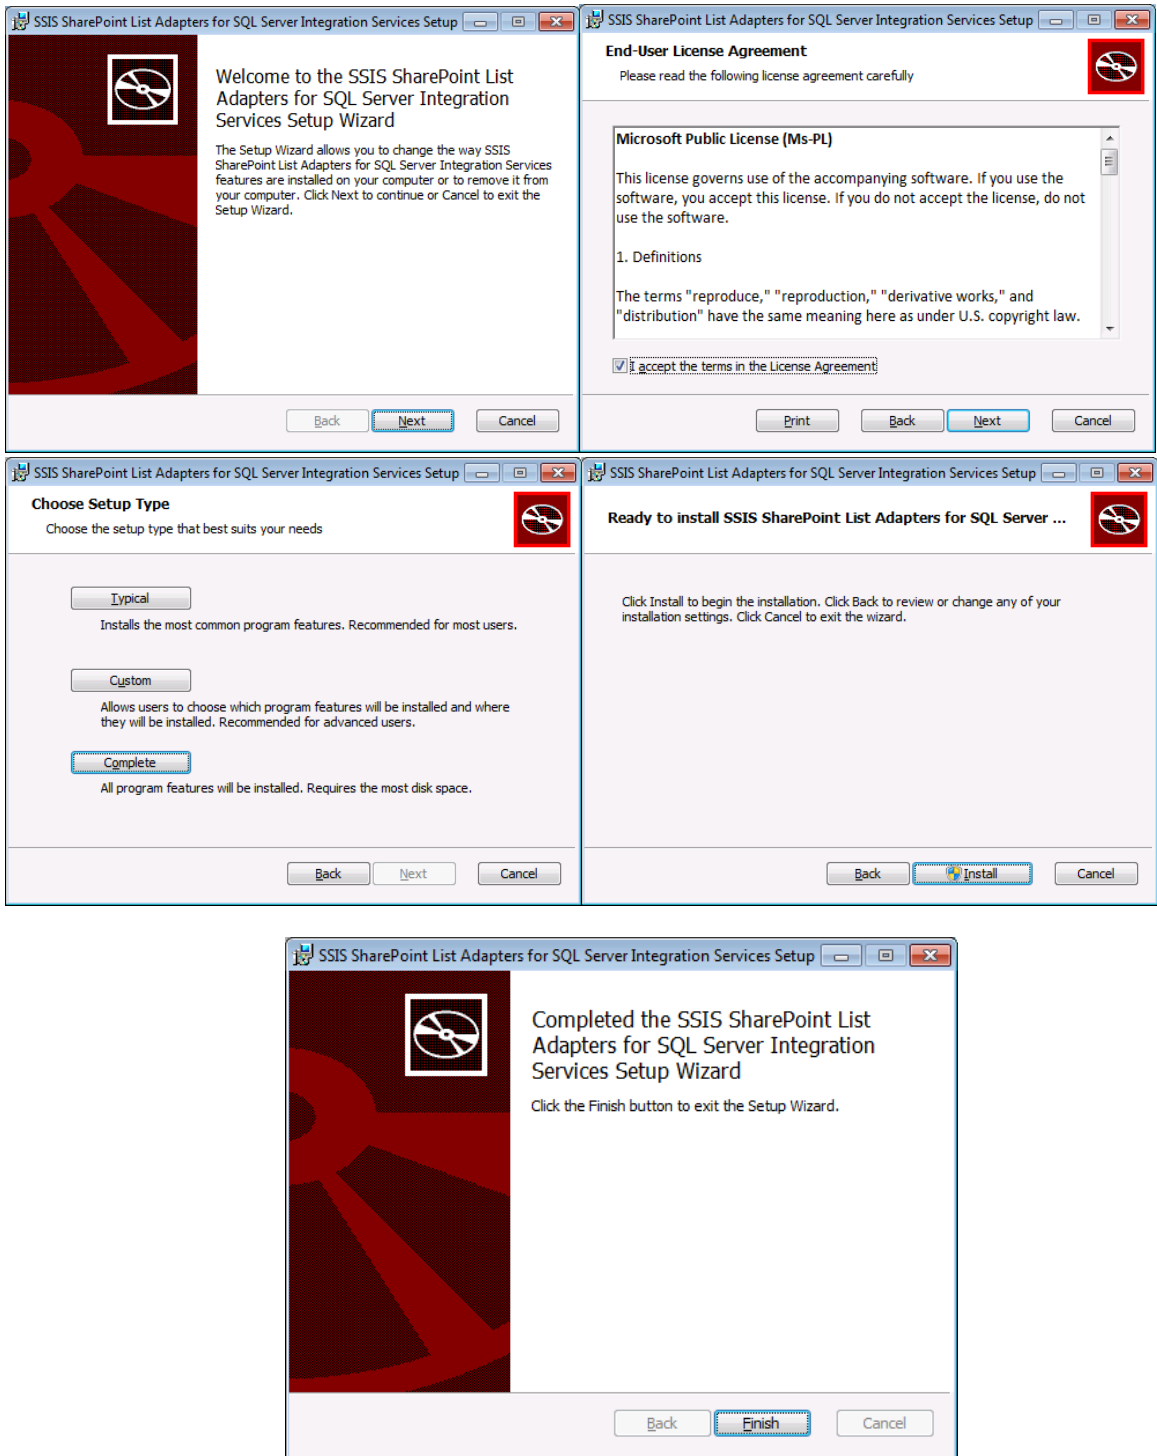 SSIS SharePoint List Adapters for SQL Server Integration Services Setup
Welcome to the SSIS SharePoint List
Adapters for SQL Server Integration
Services Setup Wizard
The Setup Wizard allows you to change the way SSIS
SharePoint List Adapters for SQL Server Integration Services
features are installed on your computer or to remove it from
your computer. Click Next to continue or Cancel to exit the
Setup Wizard.
Back Next Cancel
SSIS SharePoint List Adapters for SQL Server Integration Services Setup
End-User License Agreement
Please read the following license agreement carefully
Microsoft Public License (Ms-PL)
This license governs use of the accompanying software. If you use the
software, you accept this license. If you do not accept the license, do not
use the software.
1. Definitions
The terms "reproduce," "reproduction," "derivative works," and
"distribution" have the same meaning here as under U.S. copyright law.
I accept the terms in the License Agreement
Print Back Next Cancel
SSIS SharePoint List Adapters for SQL Server Integration Services Setup
Choose Setup Type
Choose the setup type that best suits your needs
Typical
Installs the most common program features. Recommended for most users.
Custom
Allows users to choose which program features will be installed and where
they will be installed. Recommended for advanced users.
Complete
All program features will be installed. Requires the most disk space.
Back Next Cancel
SSIS SharePoint List Adapters for SQL Server Integration Services Setup
Ready to install SSIS SharePoint List Adapters for SQL Server ...
Click Install to begin the installation. Click Back to review or change any of your
installation settings. Click Cancel to exit the wizard.
Back Install Cancel
SSIS SharePoint List Adapters for SQL Server Integration Services Setup
Completed the SSIS SharePoint List
Adapters for SQL Server Integration
Services Setup Wizard
Click the Finish button to exit the Setup Wizard.
Back Finish Cancel